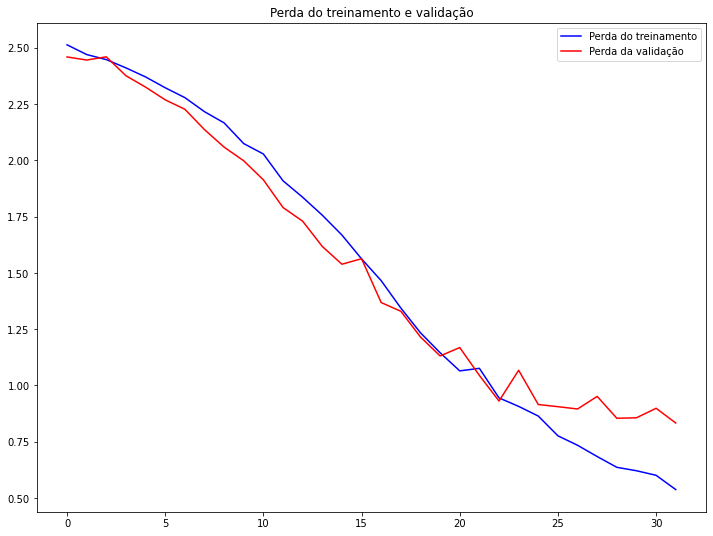 Perda do treinamento e validação
Perda do treinamento
Perda da validação
2.50
2.25
2.00
1.75
1.50
1.25
1.00
0.75
0.50
0 5 10 15 20 25 30